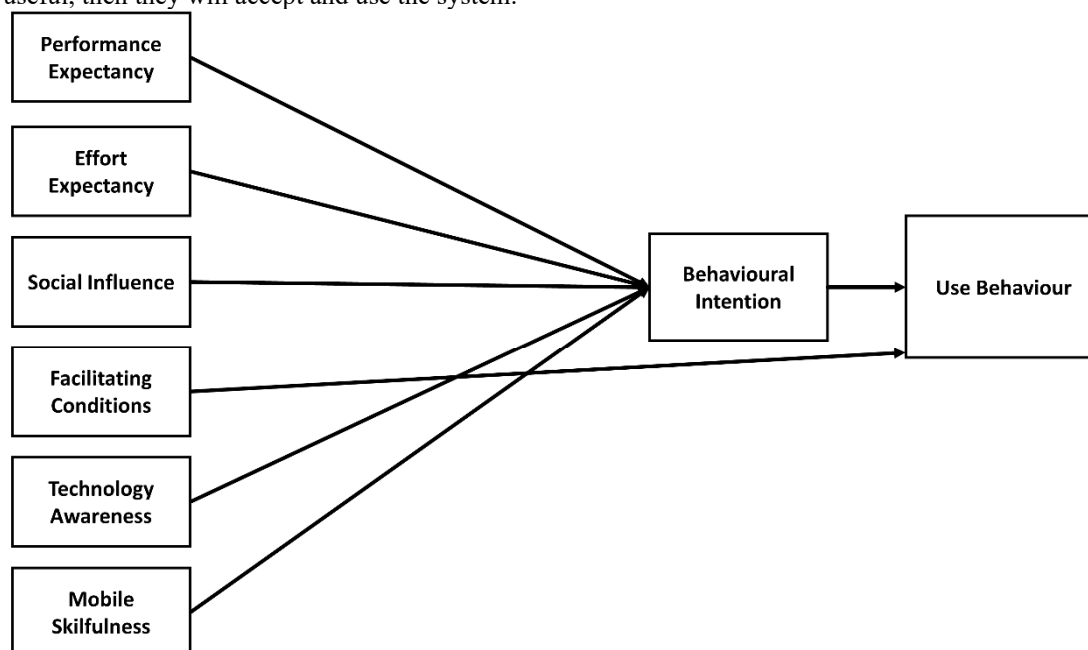 useful, then they will accept and use the system.
Performance
Expectancy
Effort
Expectancy
Social Influence
Facilitating
Conditions
Technology
Awareness
Mobile
Skilfulness
Behavioural
Intention
Use Behaviour